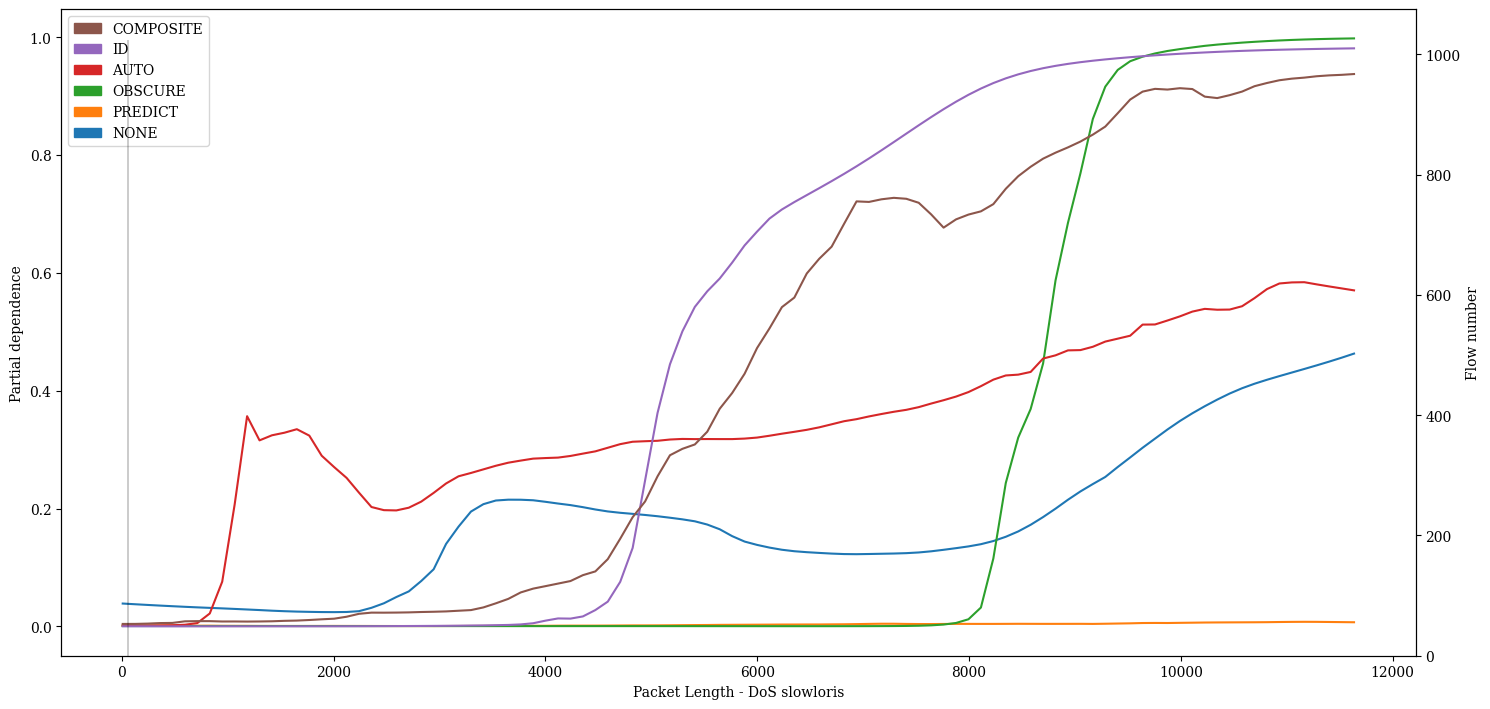 COMPOSITE
ID
AUTO
OBSCURE
PREDICT
NONE
1.0
0.8
0.6
0.4
0.2
0.0
Partial dependence
1000
800
600
400
200
0
Flow number
0 2000 4000 6000 8000 10000 12000
Packet Length - DoS slowloris